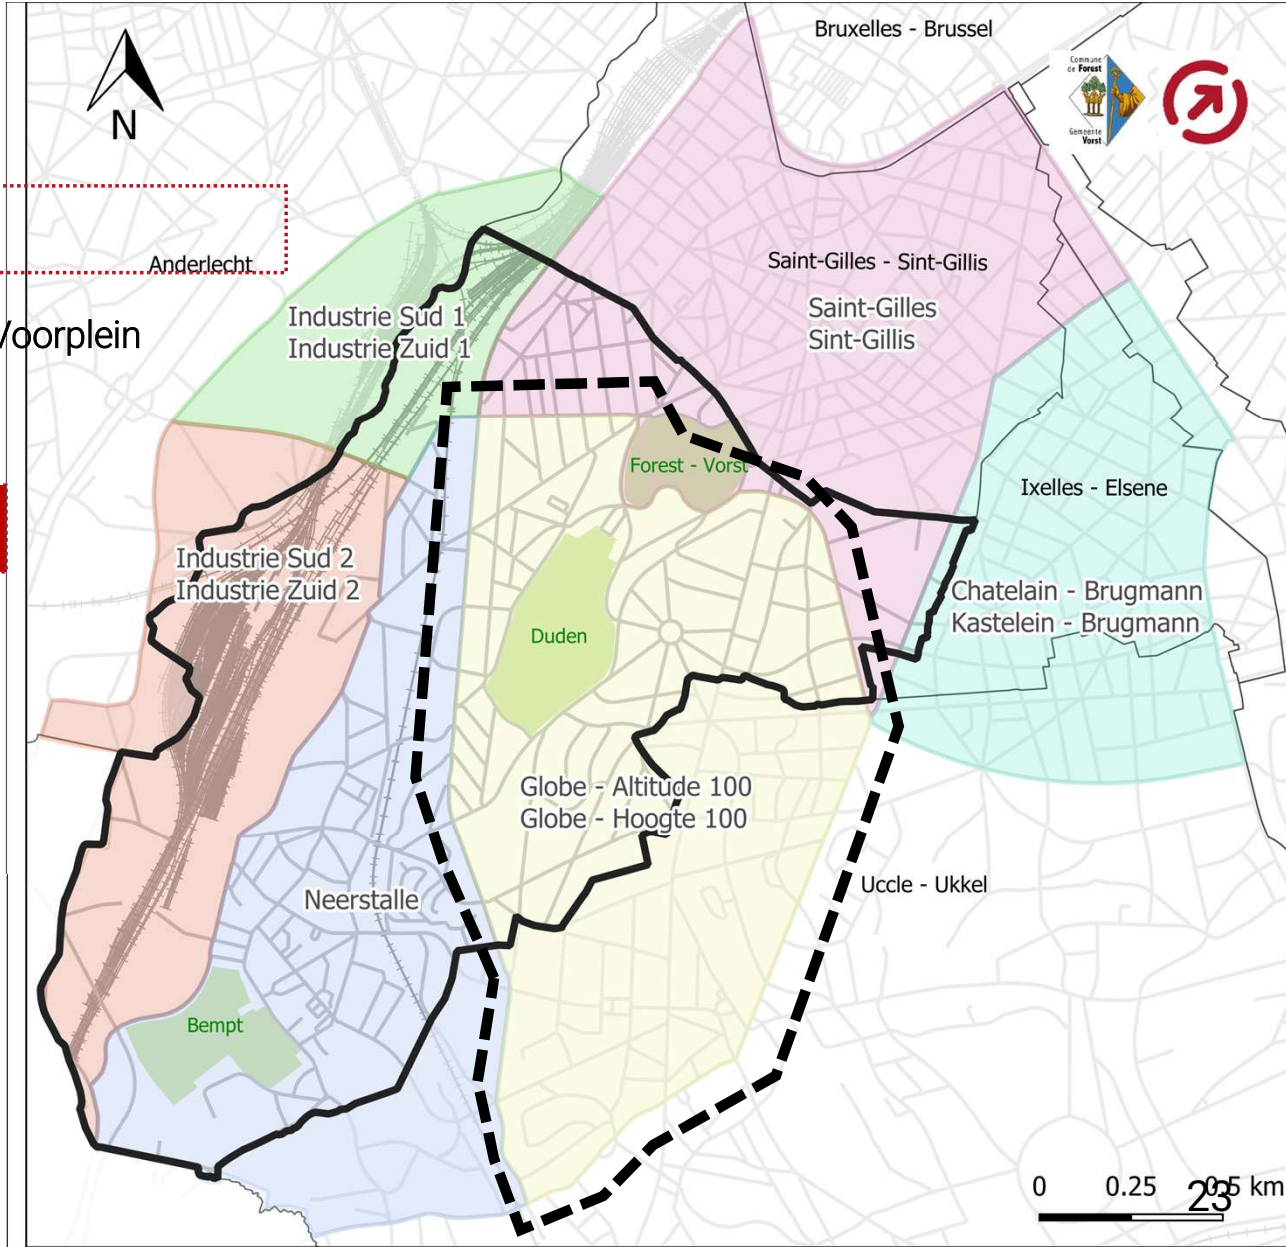 Bruxelles - Brussel
Commune
de Forest
Gemeente
Vorst
N
Anderlecht
Voorplein
Industrie Sud 1
Industrie Zuid 1
Saint-Gilles - Sint-Gillis
Saint-Gilles
Sint-Gillis
Forest - Vorst
Ixelles - Elsene
Industrie Sud 2
Industrie Zuid 2
Chatelain - Brugmann
Kastelein - Brugmann
Duden
Globe - Altitude 100
Globe - Hoogte 100
Uccle - Ukkel
Neerstalle
Bempt
0 0.25 0.5 km
23